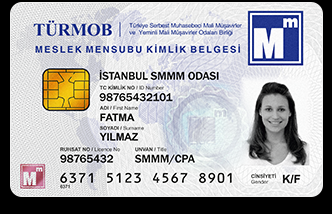 TÜRMOB
Türkiye Serbest Muhasebeci Mali Müşavirler
ve Yeminli Mali Müşavirler Odaları Birliği
Mm
MESLEK MENSUBU KİMLİK BELGESİ
İSTANBUL SMMM ODASI
TC KİMLİK NO / ID Number
98765432101
ADI / First Name
FATMA
SOYADI / Surname
YILMAZ
RUHSAT NO / Licence No
98765432
UNVAN / Title
SMMM/CPA
CİNSİYETİ
Gender
K/F
Mm
6371 5123 4567 8901
6371